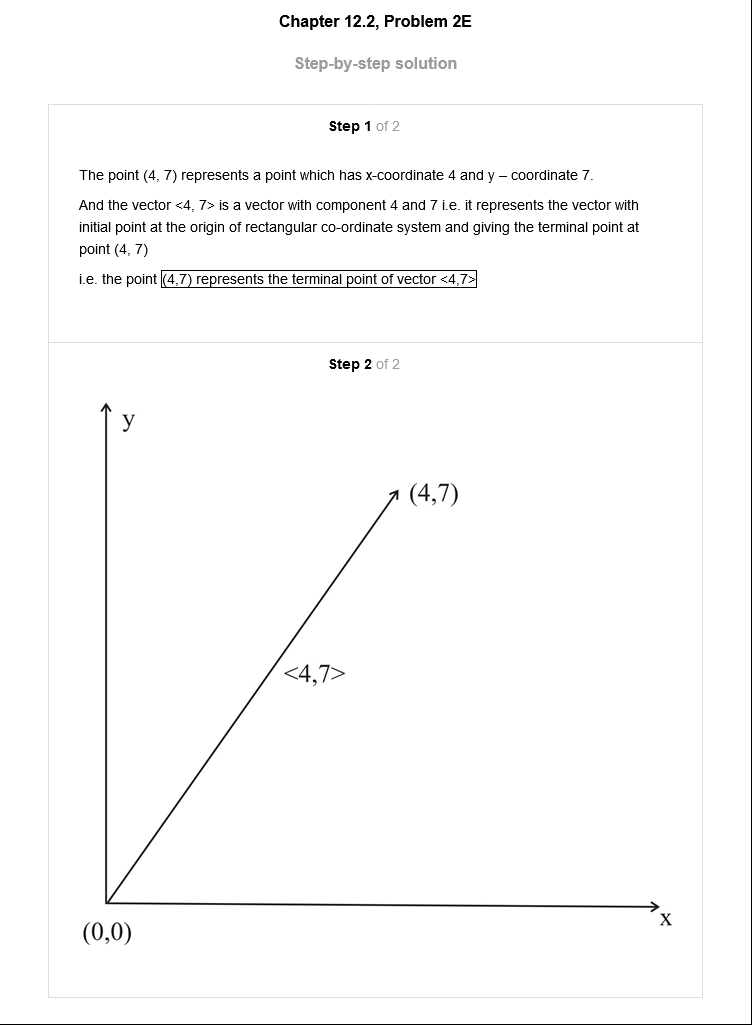 Chapter 12.2, Problem 2E
Step-by-step solution
Step 1 of 2
The point (4, 7) represents a point which has x-coordinate 4 and y – coordinate 7.
And the vector <4, 7> is a vector with component 4 and 7 i.e. it represents the vector with
initial point at the origin of rectangular co-ordinate system and giving the terminal point at
point (4, 7)
i.e. the point (4,7) represents the terminal point of vector <4,7>
Step 2 of 2
y
(4,7)
<4,7>
x
(0,0)